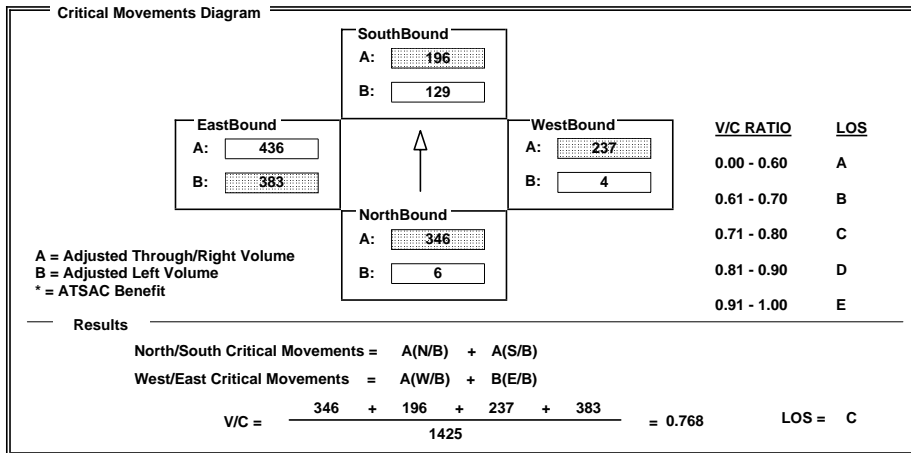 Critical Movements Diagram
SouthBound
A: 196
B: 129
EastBound
A: 436
B: 383
WestBound
A: 237
B: 4
NorthBound
A: 346
B: 6
V/C RATIO LOS
0.00 - 0.60 A
0.61 - 0.70 B
0.71 - 0.80 C
0.81 - 0.90 D
0.91 - 1.00 E
A = Adjusted Through/Right Volume
B = Adjusted Left Volume
* = ATSAC Benefit
Results
North/South Critical Movements = A(N/B) + A(S/B)
West/East Critical Movements = A(W/B) + B(E/B)
V/C = 346 + 196 + 237 + 383 = 0.768 LOS = C
1425